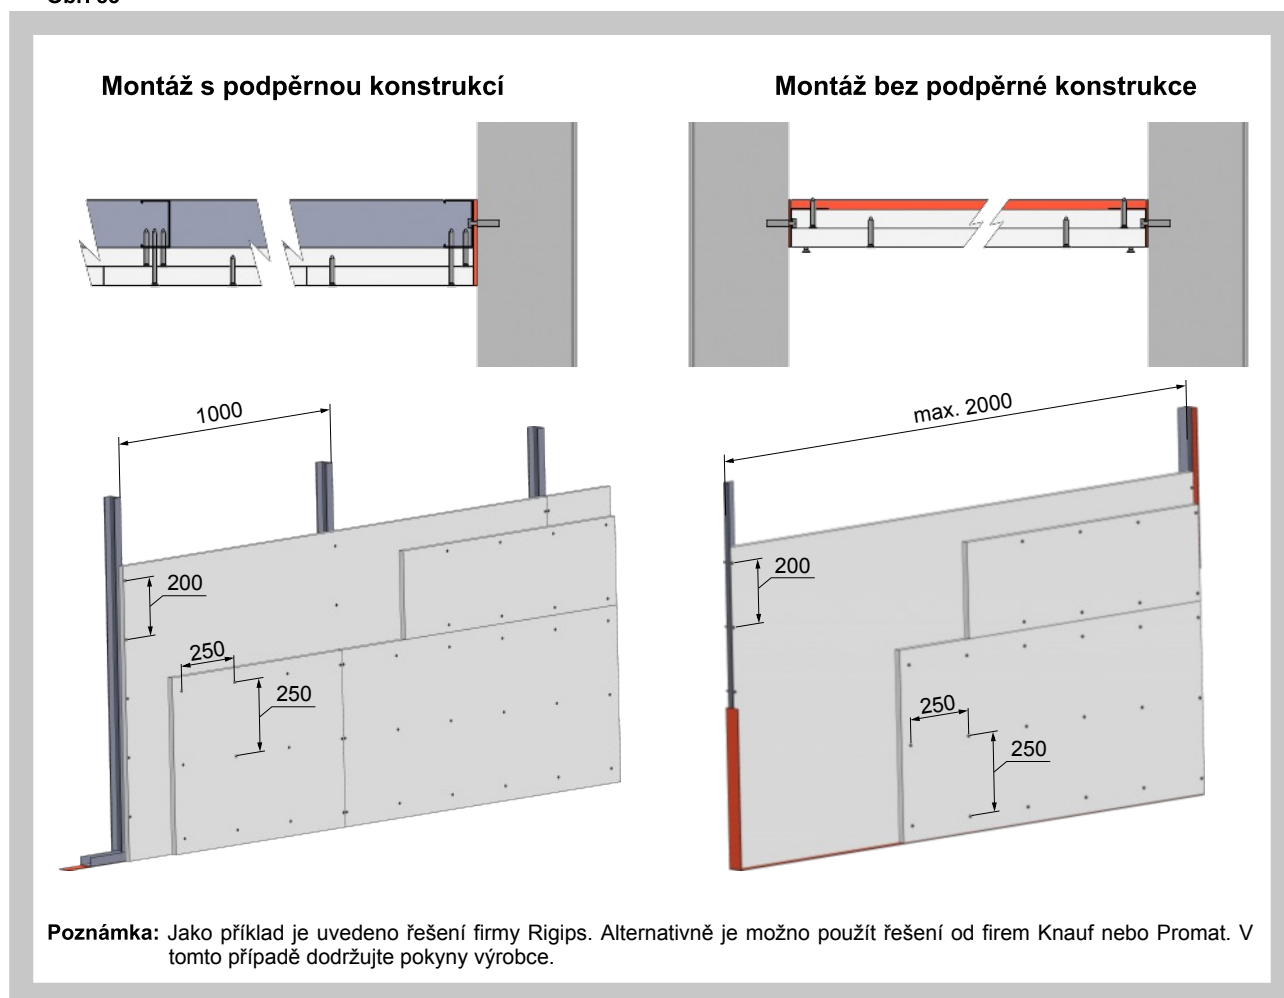 Montáž s podpěrnou konstrukcí
Montáž bez podpěrné konstrukce
1000
200
250
250
max. 2000
200
250
250
Poznámka: Jako příklad je uvedeno řešení firmy Rigips. Alternativně je možno použít řešení od firem Knauf nebo Promat. V
tomto případě dodržujte pokyny výrobce.